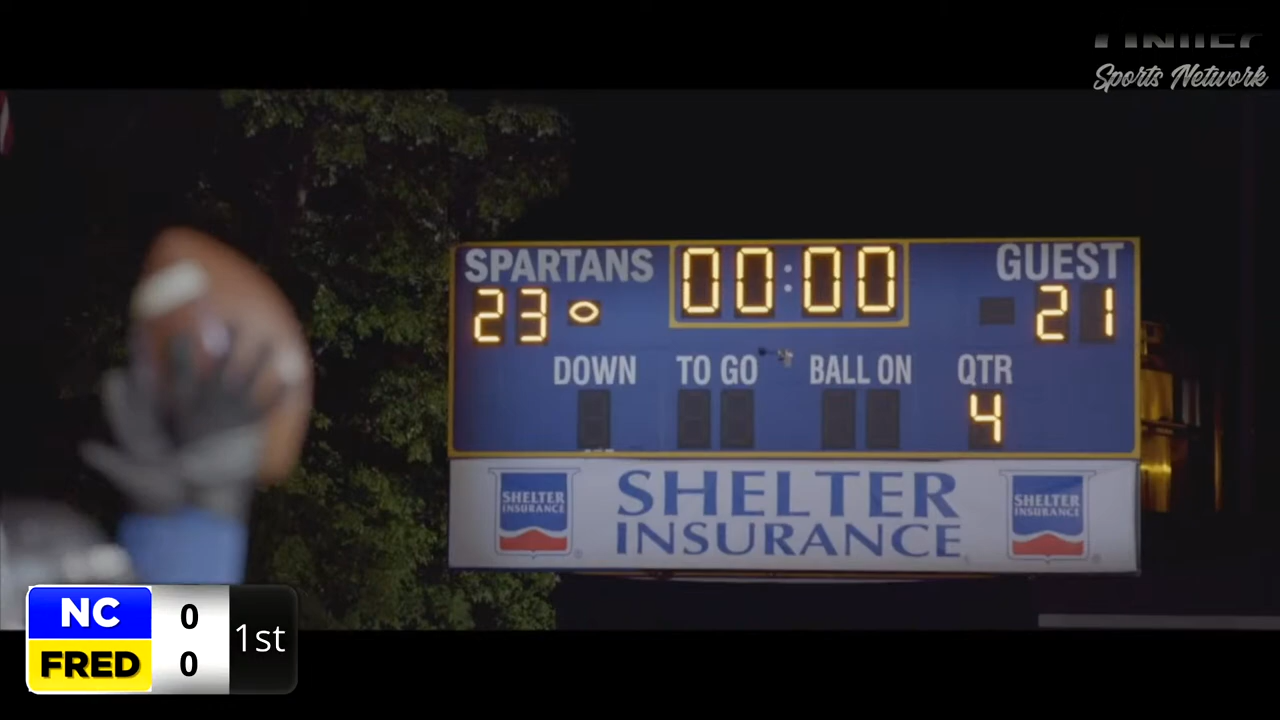 Sports Network
SPARTANS 00:00 GUEST
23 21
DOWN TO GO BALL ON QTR
4
SHELTER INSURANCE
SHELTER
INSURANCE
SHELTER INSURANCE
NC 0
FRED 0
1st